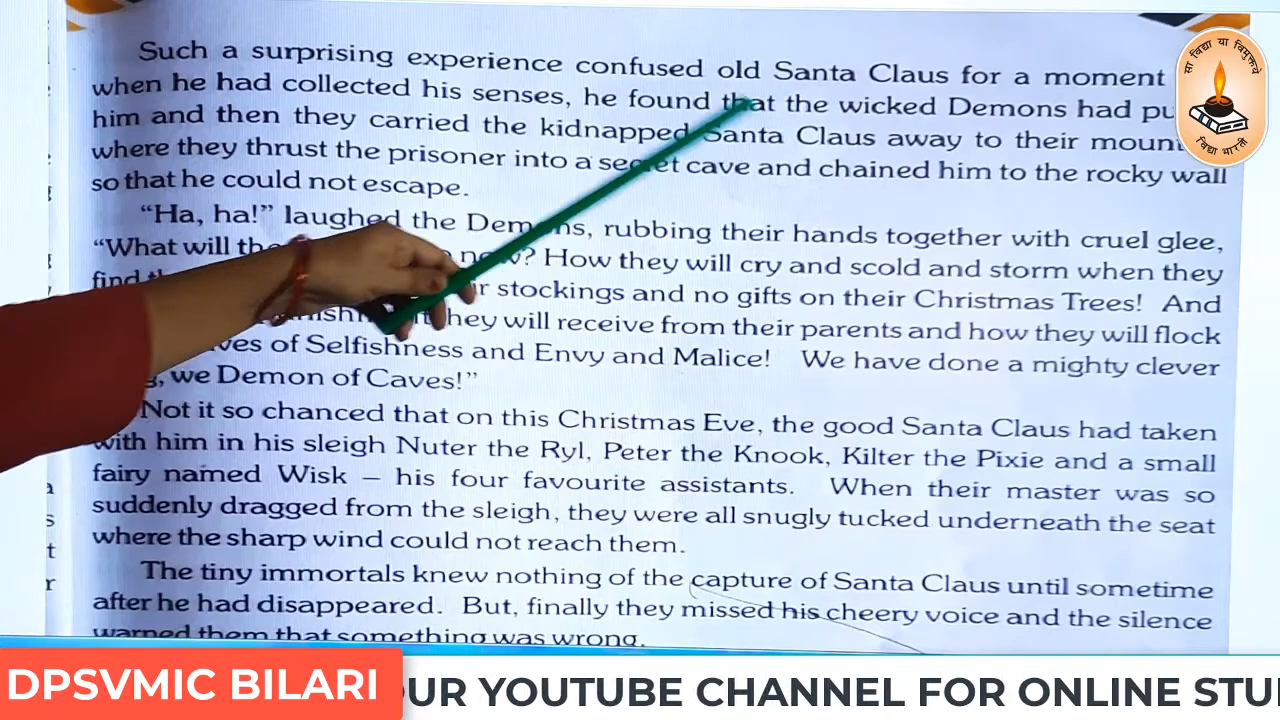 Such a surprising experience confused old Santa Claus for a moment
when he had collected his senses, he found that the wicked Demons had
him and then they carried the kidnapped Santa Claus away to their
where they thrust the prisoner into a secret cave and chained him to the rocky wall
so that he could not escape.
“Ha, ha!” laughed the Demons, rubbing their hands together with cruel glee,
“What will now? How they will cry and scold and storm when they
find stockings and no gifts on their Christmas Trees! And
they will receive from their parents and how they will flock
of Selfishness and Envy and Malice! We have done a mighty clever
we Demon of Caves!”
Not it so chanced that on this Christmas Eve, the good Santa Claus had taken
with him in his sleigh Nuter the Ryl, Peter the Knook, Kilter the Pixie and a small
fairy named Wisk – his four favourite assistants. When their master was so
suddenly dragged from the sleigh, they were all snugly tucked underneath the seat
where the sharp wind could not reach them.
The tiny immortals knew nothing of the capture of Santa Claus until sometime
after he had disappeared. But, finally they missed his cheery voice and the silence
warned them that something was wrong.
सा विद्या या विमुक्तये
विद्या भारती
DPSVMIC BILARI
OUR YOUTUBE CHANNEL FOR ONLINE